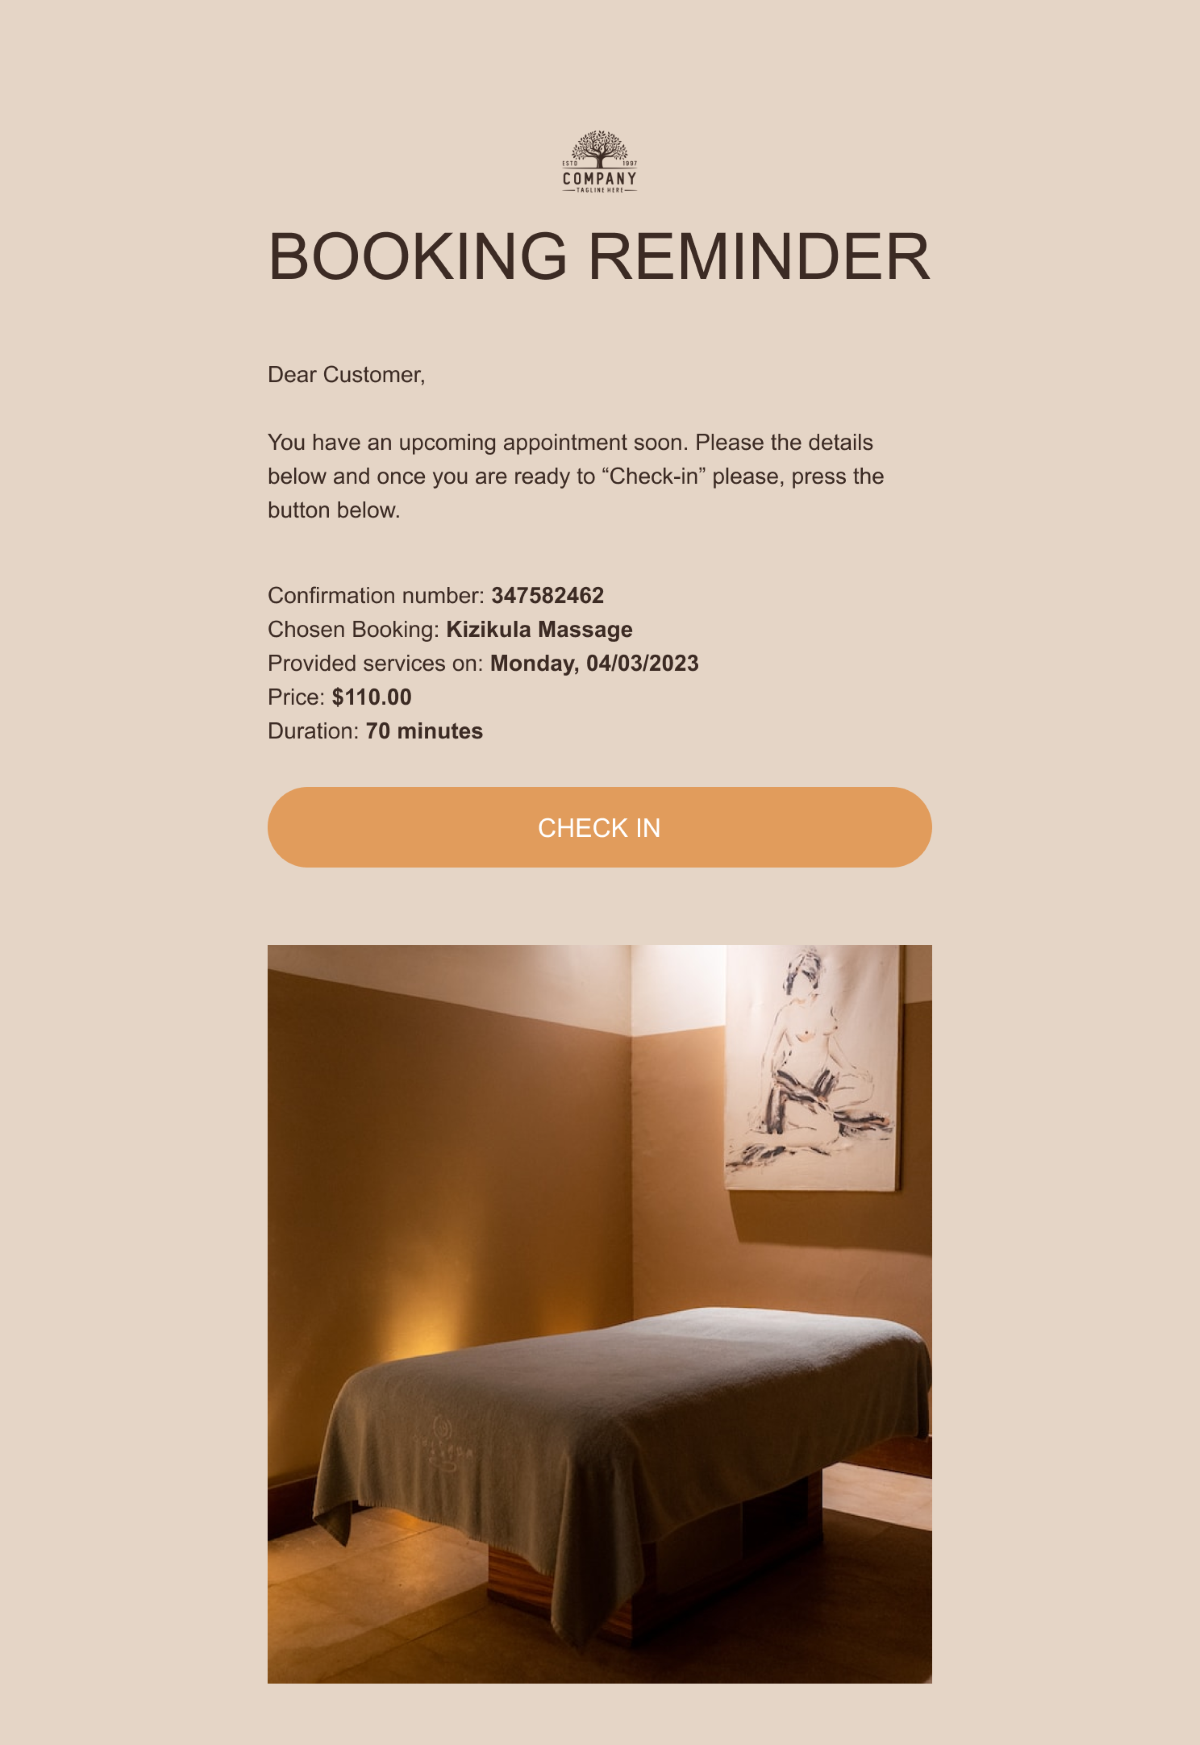 ESTD 1997
COMPANY
TAGLINE HERE
BOOKING REMINDER
Dear Customer,
You have an upcoming appointment soon. Please the details
below and once you are ready to “Check-in” please, press the
button below.
Confirmation number: 347582462
Chosen Booking: Kizikula Massage
Provided services on: Monday, 04/03/2023
Price: $110.00
Duration: 70 minutes
CHECK IN